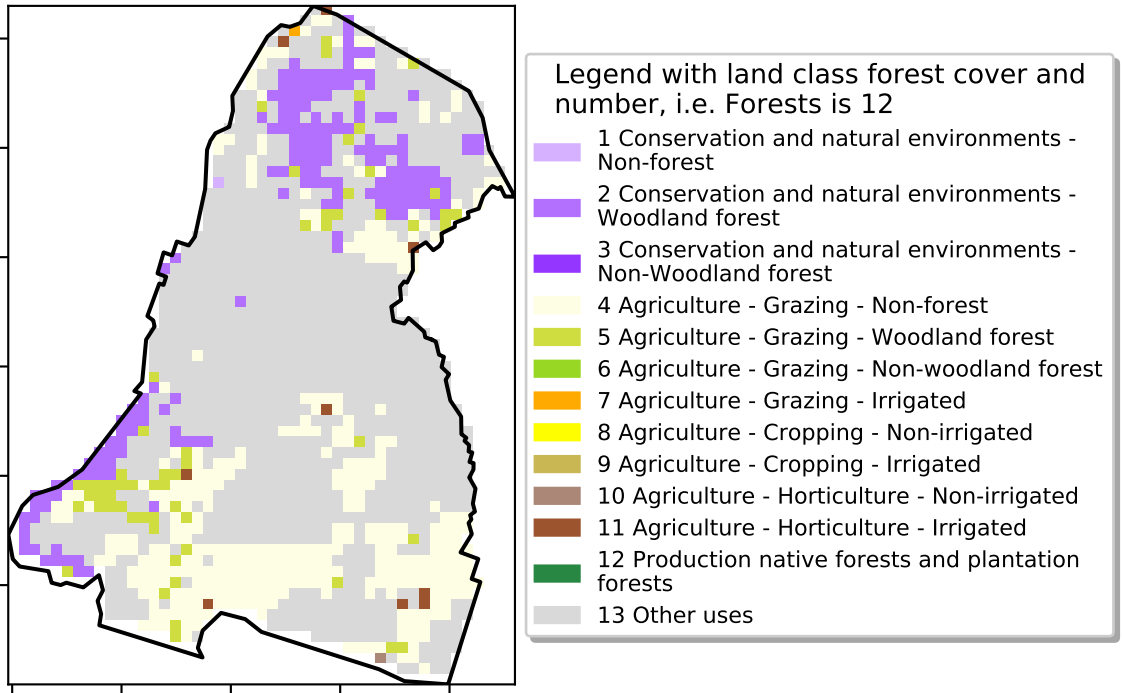 Legend with land class forest cover and
number, i.e. Forests is 12
1 Conservation and natural environments -
Non-forest
2 Conservation and natural environments -
Woodland forest
3 Conservation and natural environments -
Non-Woodland forest
4 Agriculture - Grazing - Non-forest
5 Agriculture - Grazing - Woodland forest
6 Agriculture - Grazing - Non-woodland forest
7 Agriculture - Grazing - Irrigated
8 Agriculture - Cropping - Non-irrigated
9 Agriculture - Cropping - Irrigated
10 Agriculture - Horticulture - Non-irrigated
11 Agriculture - Horticulture - Irrigated
12 Production native forests and plantation
forests
13 Other uses